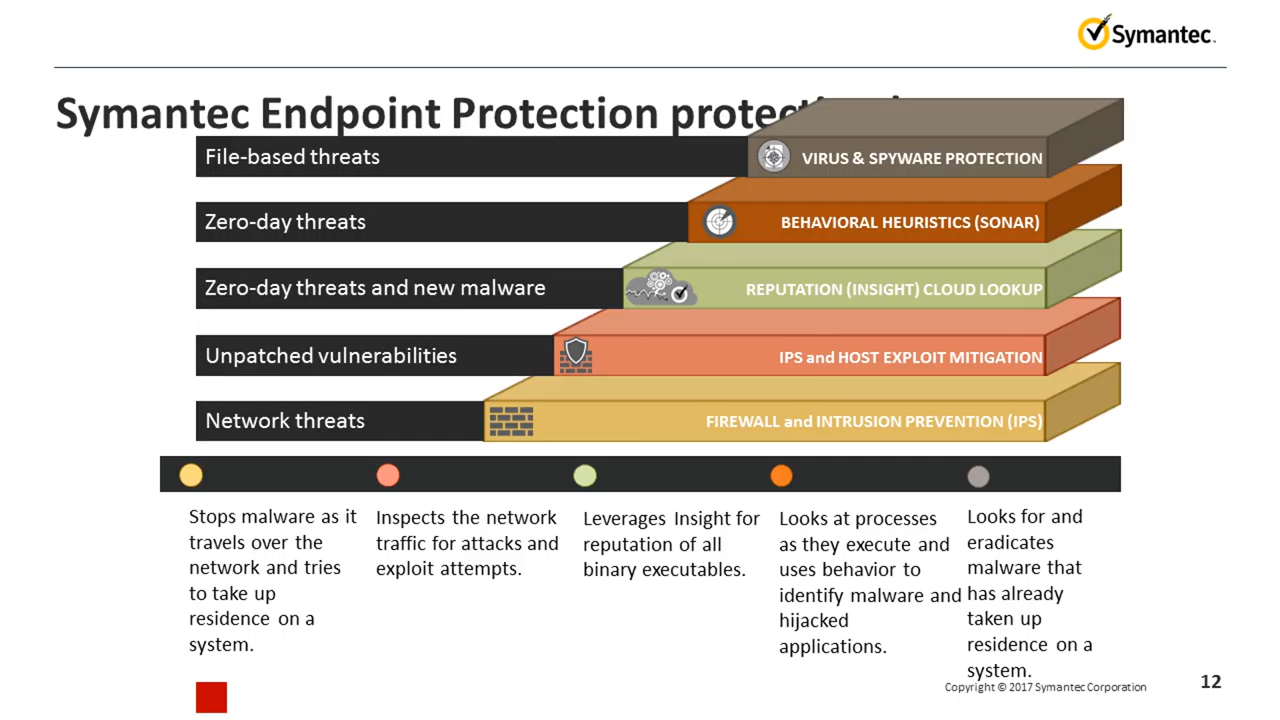 Symantec™
Symantec Endpoint Protection
File-based threats
VIRUS & SPYWARE PROTECTION
Zero-day threats
BEHAVIORAL HEURISTICS (SONAR)
Zero-day threats and new malware
REPUTATION (INSIGHT) CLOUD LOOKUP
Unpatched vulnerabilities
IPS and HOST EXPLOIT MITIGATION
Network threats
FIREWALL and INTRUSION PREVENTION (IPS)
Stops malware as it
travels over the
network and tries
to take up
residence on a
system.
Inspects the network
traffic for attacks and
exploit attempts.
Leverages Insight for
reputation of all
binary executables.
Looks at processes
as they execute and
uses behavior to
identify malware and
hijacked
applications.
Looks for and
eradicates
malware that
has already
taken up
residence on a
system.
Copyright © 2017 Symantec Corporation
12